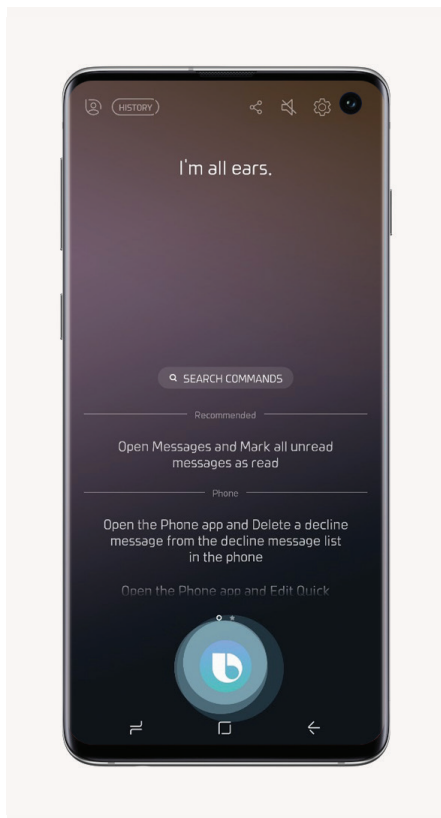 HISTORY
I'm all ears.
SEARCH COMMANDS
Recommended
Open Messages and Mark all unread
messages as read
Phone
Open the Phone app and Delete a decline
message from the decline message list
in the phone
Open the Phone app and Edit Quick